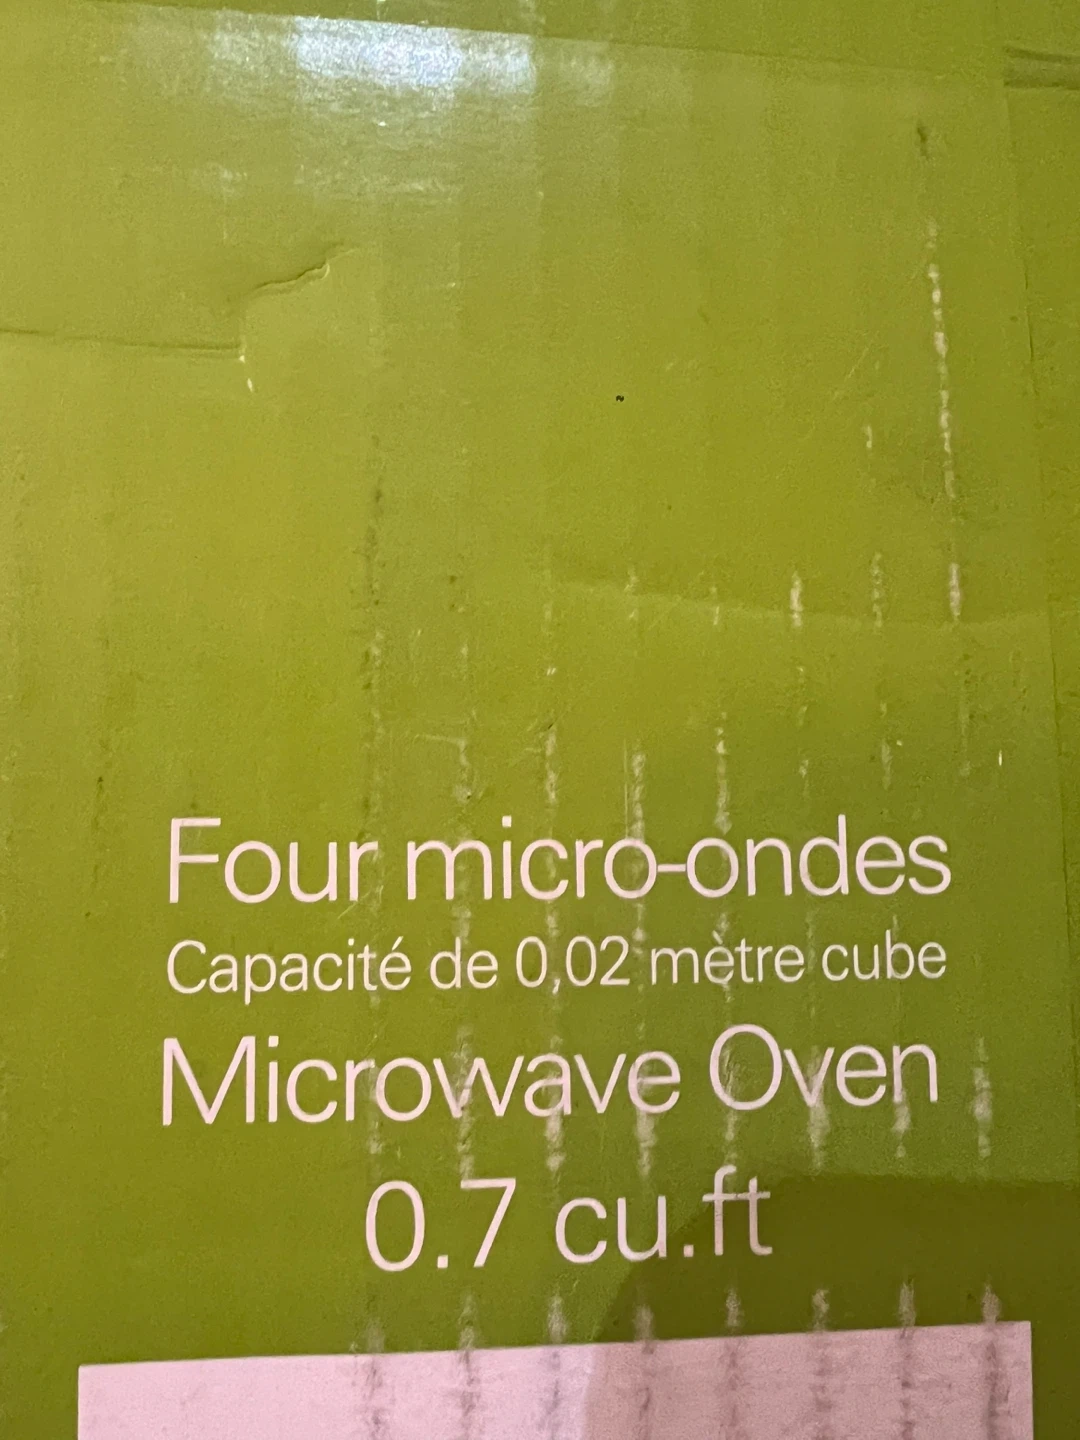 Four micro-ondes
Capacité de 0,02 mètre cube
Microwave Oven
0.7 cu.ft